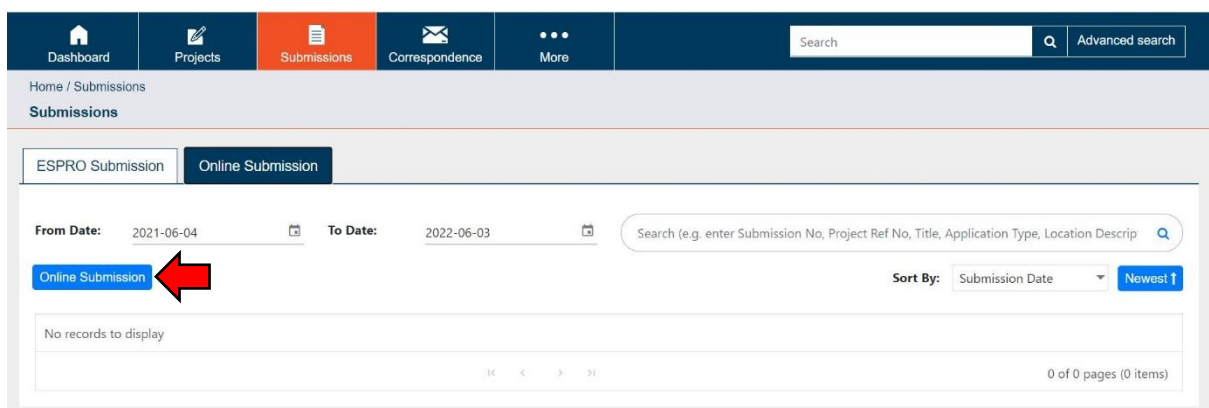 Dashboard Projects Submissions Correspondence More Search Advanced search
Home / Submissions
Submissions
ESPRO Submission Online Submission
From Date: 2021-06-04 To Date: 2022-06-03 Search (e.g. enter Submission No, Project Ref No, Title, Application Type, Location Descrip
Online Submission Sort By: Submission Date Newest
No records to display
0 of 0 pages (0 items)